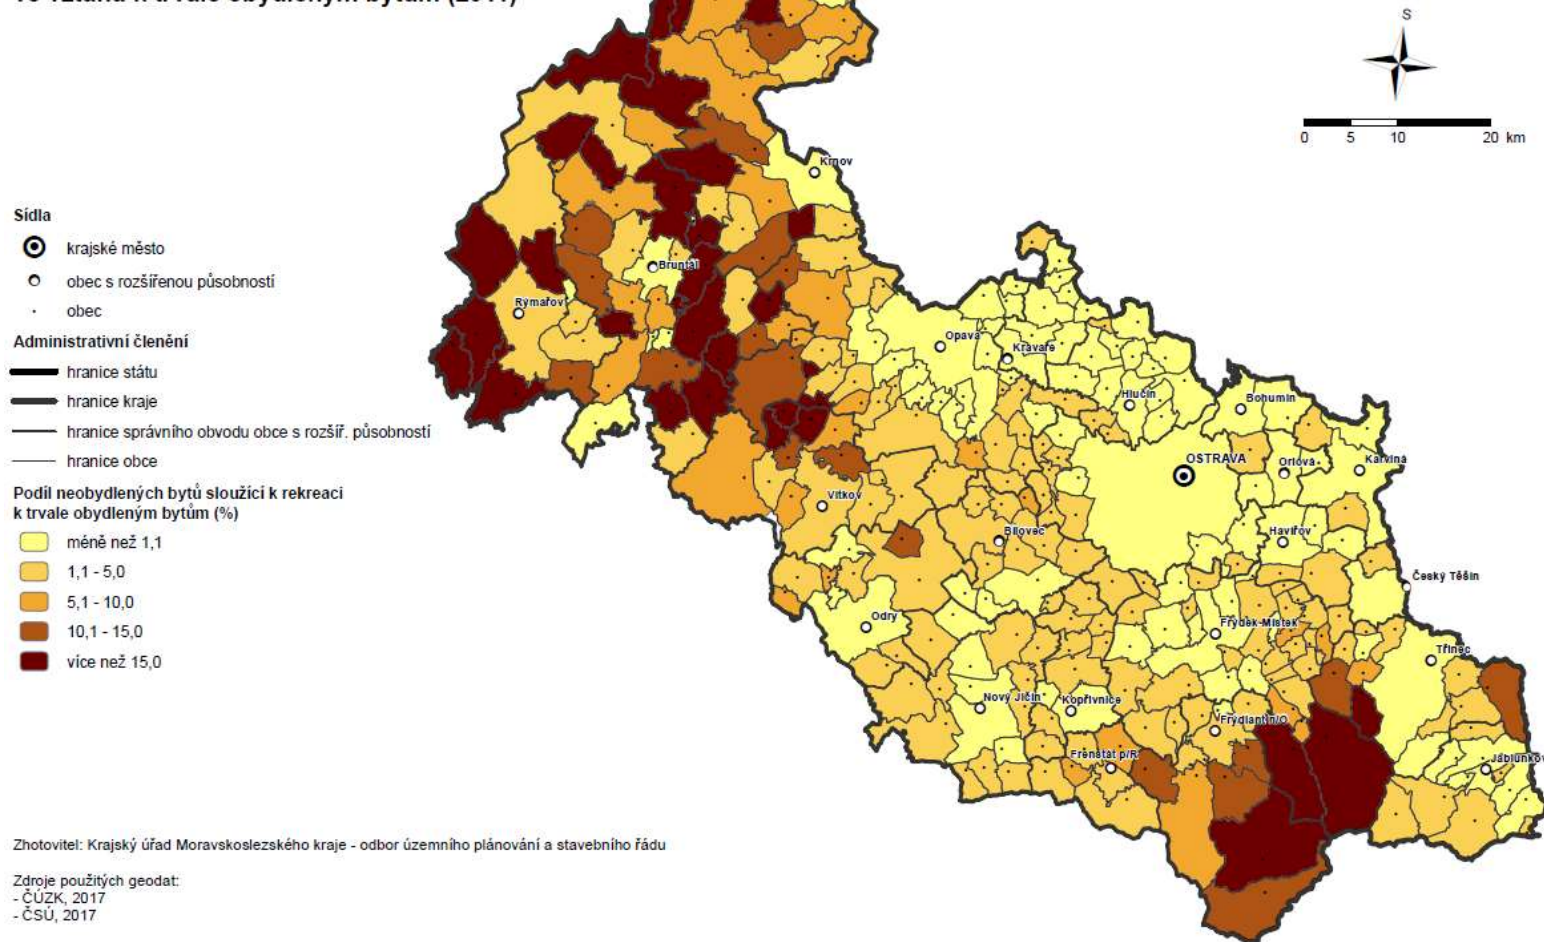 S
0 5 10 20 km
Sídla
krajské město
obec s rozšířenou působností
obec
Administrativní členění
hranice státu
hranice kraje
hranice správního obvodu obce s rozšíř. působností
hranice obce
Podíl neobydlených bytů sloužící k rekreaci
k trvale obydleným bytům (%)
méně než 1,1
1,1 - 5,0
5,1 - 10,0
10,1 - 15,0
více než 15,0
Krnov
Bruntál
Rýmařov
Opava
Kravaře
Hlučín
Bohumín
OSTRAVA
Orlová
Karviná
Vítkov
Bílovec
Havířov
Český Těšín
Odry
Frýdek-Místek
Třinec
Nový Jičín
Kopřivnice
Frýdlant n/O
Frenštát p/R
Jablunkov
Zhotovitel: Krajský úřad Moravskoslezského kraje - odbor územního plánování a stavebního řádu
Zdroje použitých geodat:
- ČÚZK, 2017
- ČSÚ, 2017